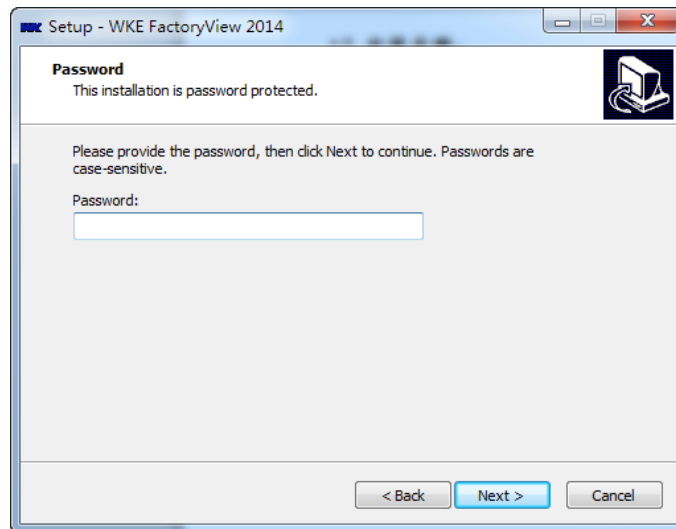 Setup - WKE FactoryView 2014
Password
This installation is password protected.
Please provide the password, then click Next to continue. Passwords are
case-sensitive.
Password:
< Back
Next >
Cancel